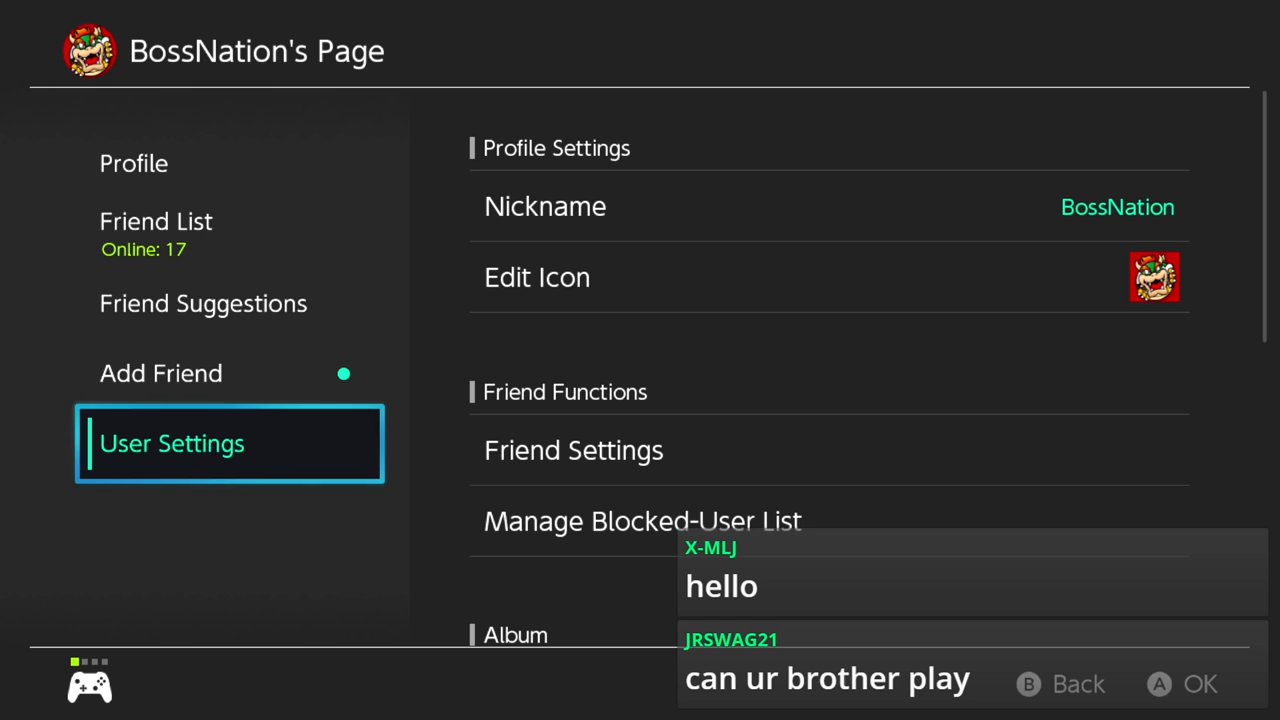 BossNation's Page
Profile
Friend List
Online: 17
Friend Suggestions
Add Friend
User Settings
Profile Settings
Nickname BossNation
Edit Icon
Friend Functions
Friend Settings
Manage Blocked-User List
Album
X-MLJ
hello
JRSWAG21
can ur brother play
B Back A OK